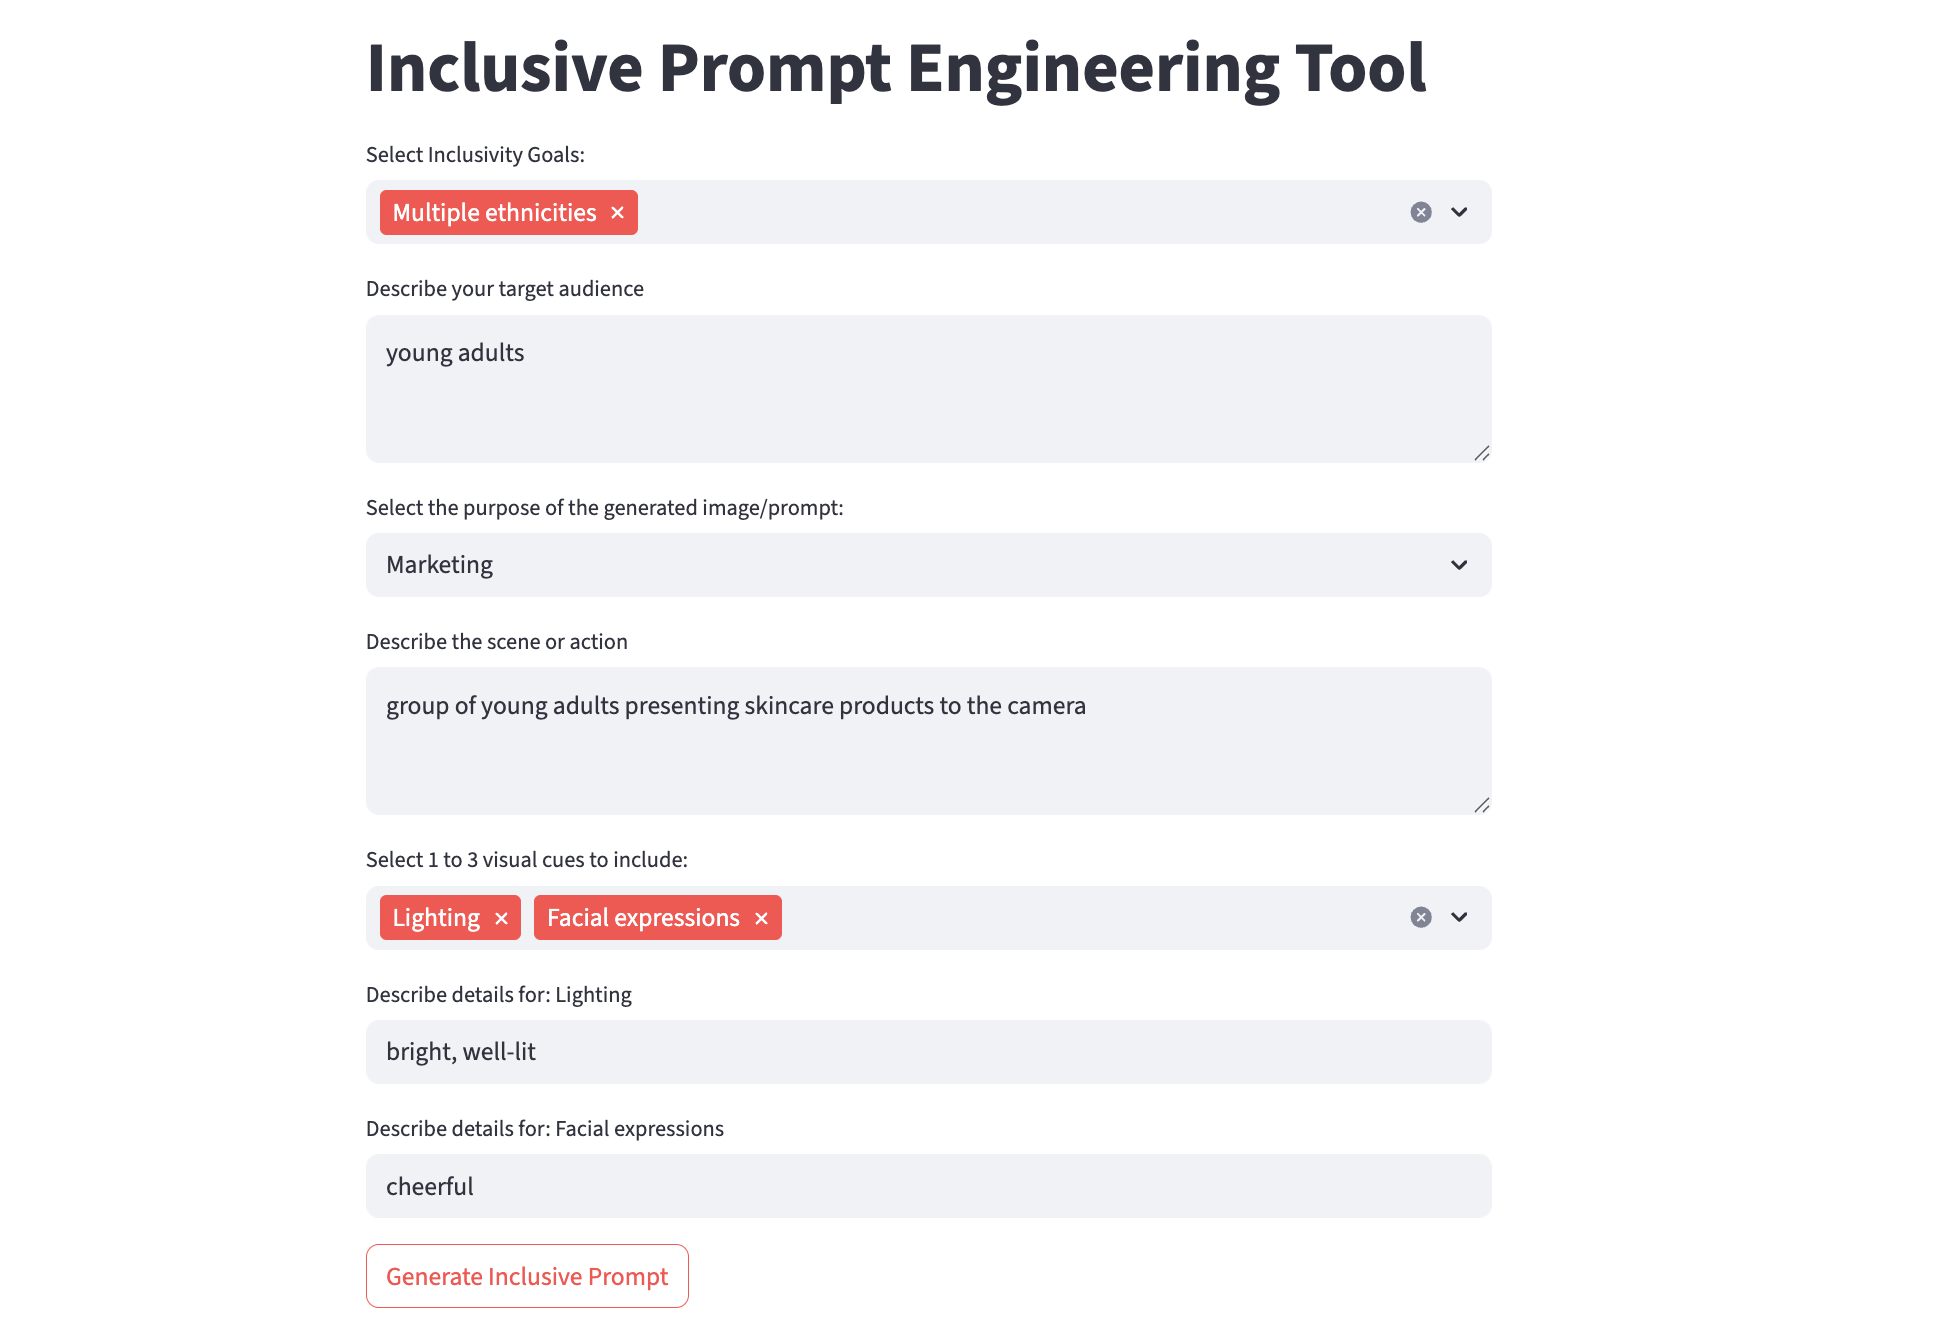 Inclusive Prompt Engineering Tool
Select Inclusivity Goals:
Multiple ethnicities
Describe your target audience
young adults
Select the purpose of the generated image/prompt:
Marketing
Describe the scene or action
group of young adults presenting skincare products to the camera
Select 1 to 3 visual cues to include:
Lighting Facial expressions
Describe details for: Lighting
bright, well-lit
Describe details for: Facial expressions
cheerful
Generate Inclusive Prompt